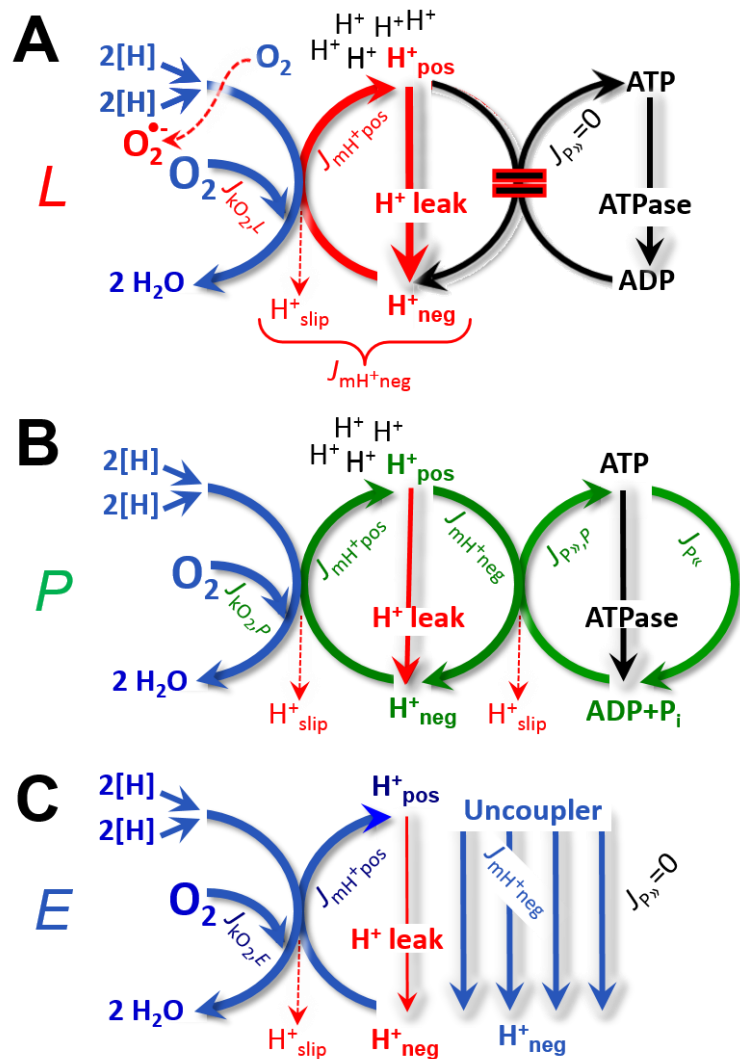 A
H⁺ H⁺ H⁺
H⁺ H⁺
2[H]
2[H]
O₂
H⁺pos
ATP
O₂•-
O₂
JkO₂,L
JmH⁺pos
JP»=0
L
H⁺ leak
ATPase
2 H₂O
H⁺slip
H⁺neg
ADP
JmH⁺neg
B
H⁺ H⁺
H⁺ H⁺
2[H]
2[H]
H⁺pos
ATP
P
O₂
JkO₂,P
JmH⁺pos
JmH⁺neg
JP»,P
JP«
H⁺ leak
ATPase
2 H₂O
H⁺slip
H⁺neg
H⁺slip
ADP+Pi
C
2[H]
2[H]
H⁺pos
Uncoupler
E
O₂
JkO₂,E
JmH⁺pos
JmH⁺neg
JP»=0
H⁺ leak
2 H₂O
H⁺slip
H⁺neg
H⁺neg